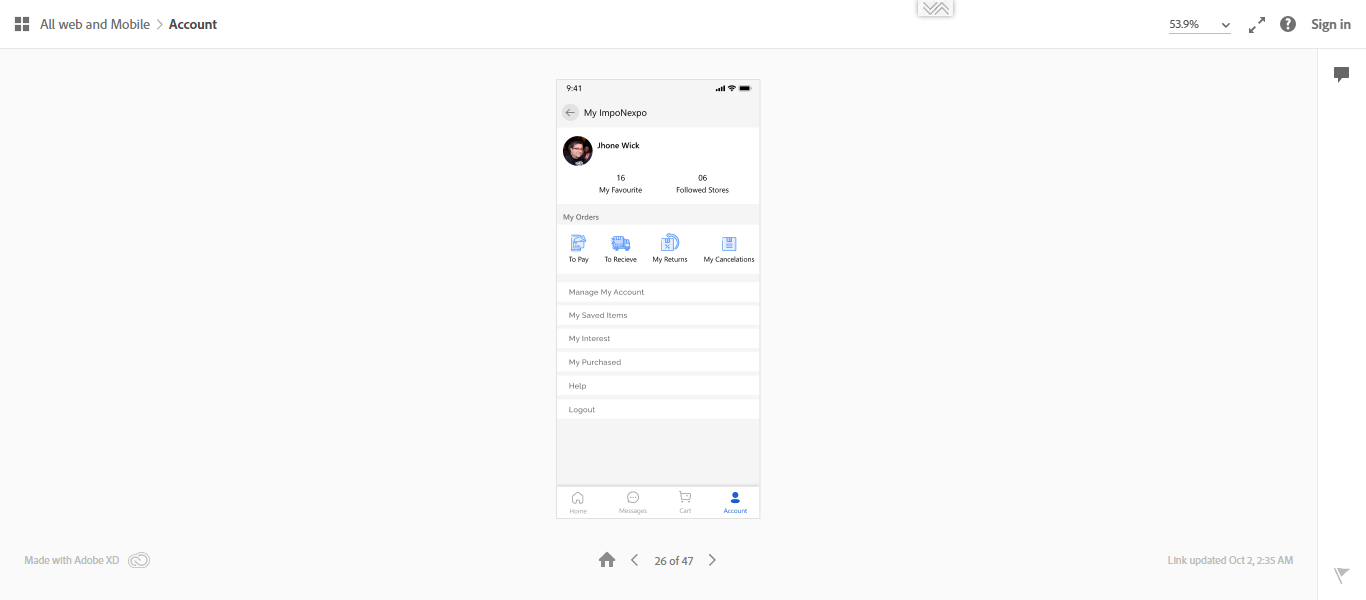 All web and Mobile > Account
53.9%
Sign in
9:41
My ImpoNexpo
Jhone Wick
16
06
My Favourite
Followed Stores
My Orders
To Pay
To Recieve
My Returns
My Cancelations
Manage My Account
My Saved Items
My Interest
My Purchased
Help
Logout
Home
Messages
Cart
Account
Made with Adobe XD
26 of 47
Link updated Oct 2, 2:35 AM